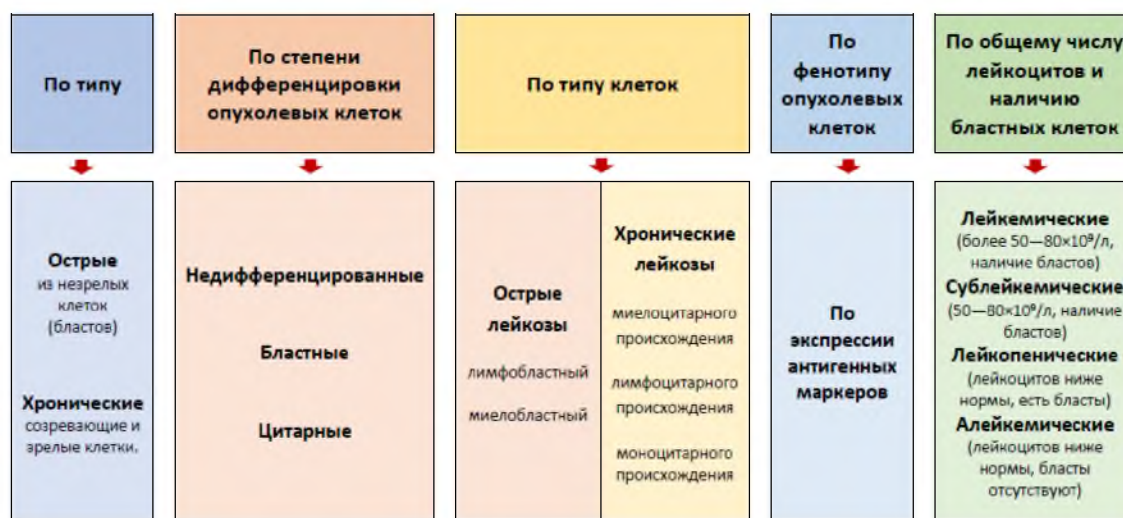 По типу
По степени
дифференцировки
опухолевых клеток
По типу клеток
По
фенотипу
опухолевых
клеток
По общему числу
лейкоцитов и
наличию
бластных клеток
Острые
из незрелых
клеток
(бластов)
Хронические
созревающие и
зрелые клетки.
Недифференцированные
Бластные
Цитарные
Острые
лейкозы
лимфобластный
миелобластный
Хронические
лейкозы
миелоцитарного
происхождения
лимфоцитарного
происхождения
моноцитарного
происхождения
По
экспрессии
антигенных
маркеров
Лейкемические
(более 50—80×10⁹/л,
наличие бластов)
Сублейкемические
(50—80×10⁹/л, наличие
бластов)
Лейкопенические
(лейкоцитов ниже
нормы, есть бласты)
Алейкемические
(лейкоцитов ниже
нормы, бласты
отсутствуют)